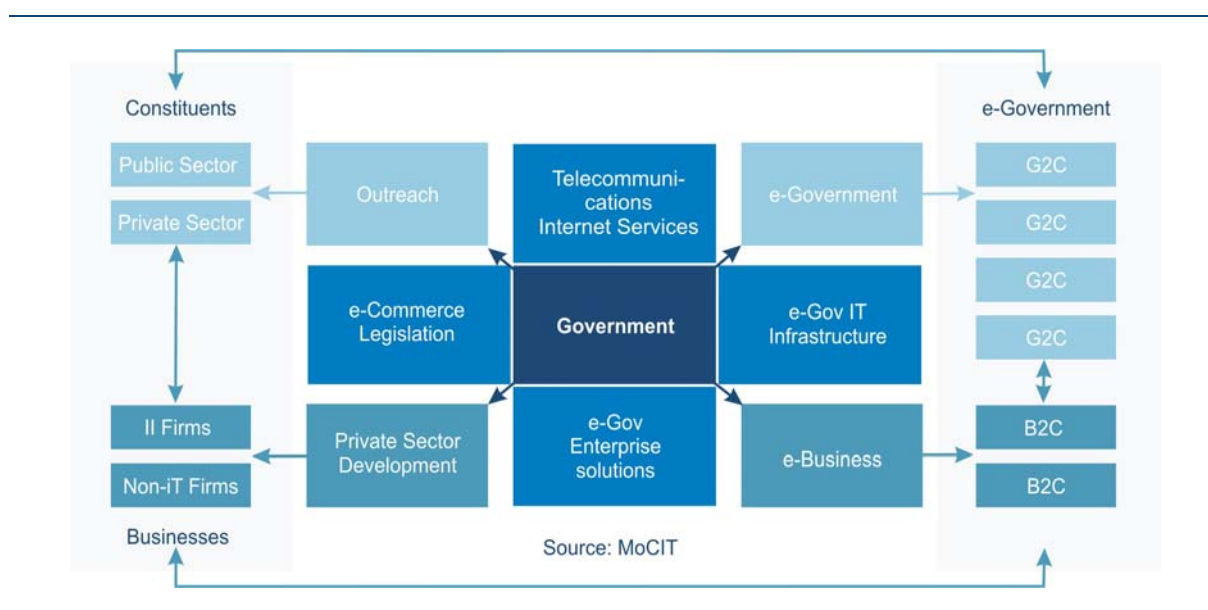 Constituents
Public Sector
Private Sector
II Firms
Non-iT Firms
Businesses
Outreach
e-Commerce
Legislation
Private Sector
Development
Telecommuni-
cations
Internet Services
Government
e-Gov
Enterprise
solutions
Source: MoCIT
e-Government
e-Gov IT
Infrastructure
e-Business
e-Government
G2C
G2C
G2C
G2C
B2C
B2C